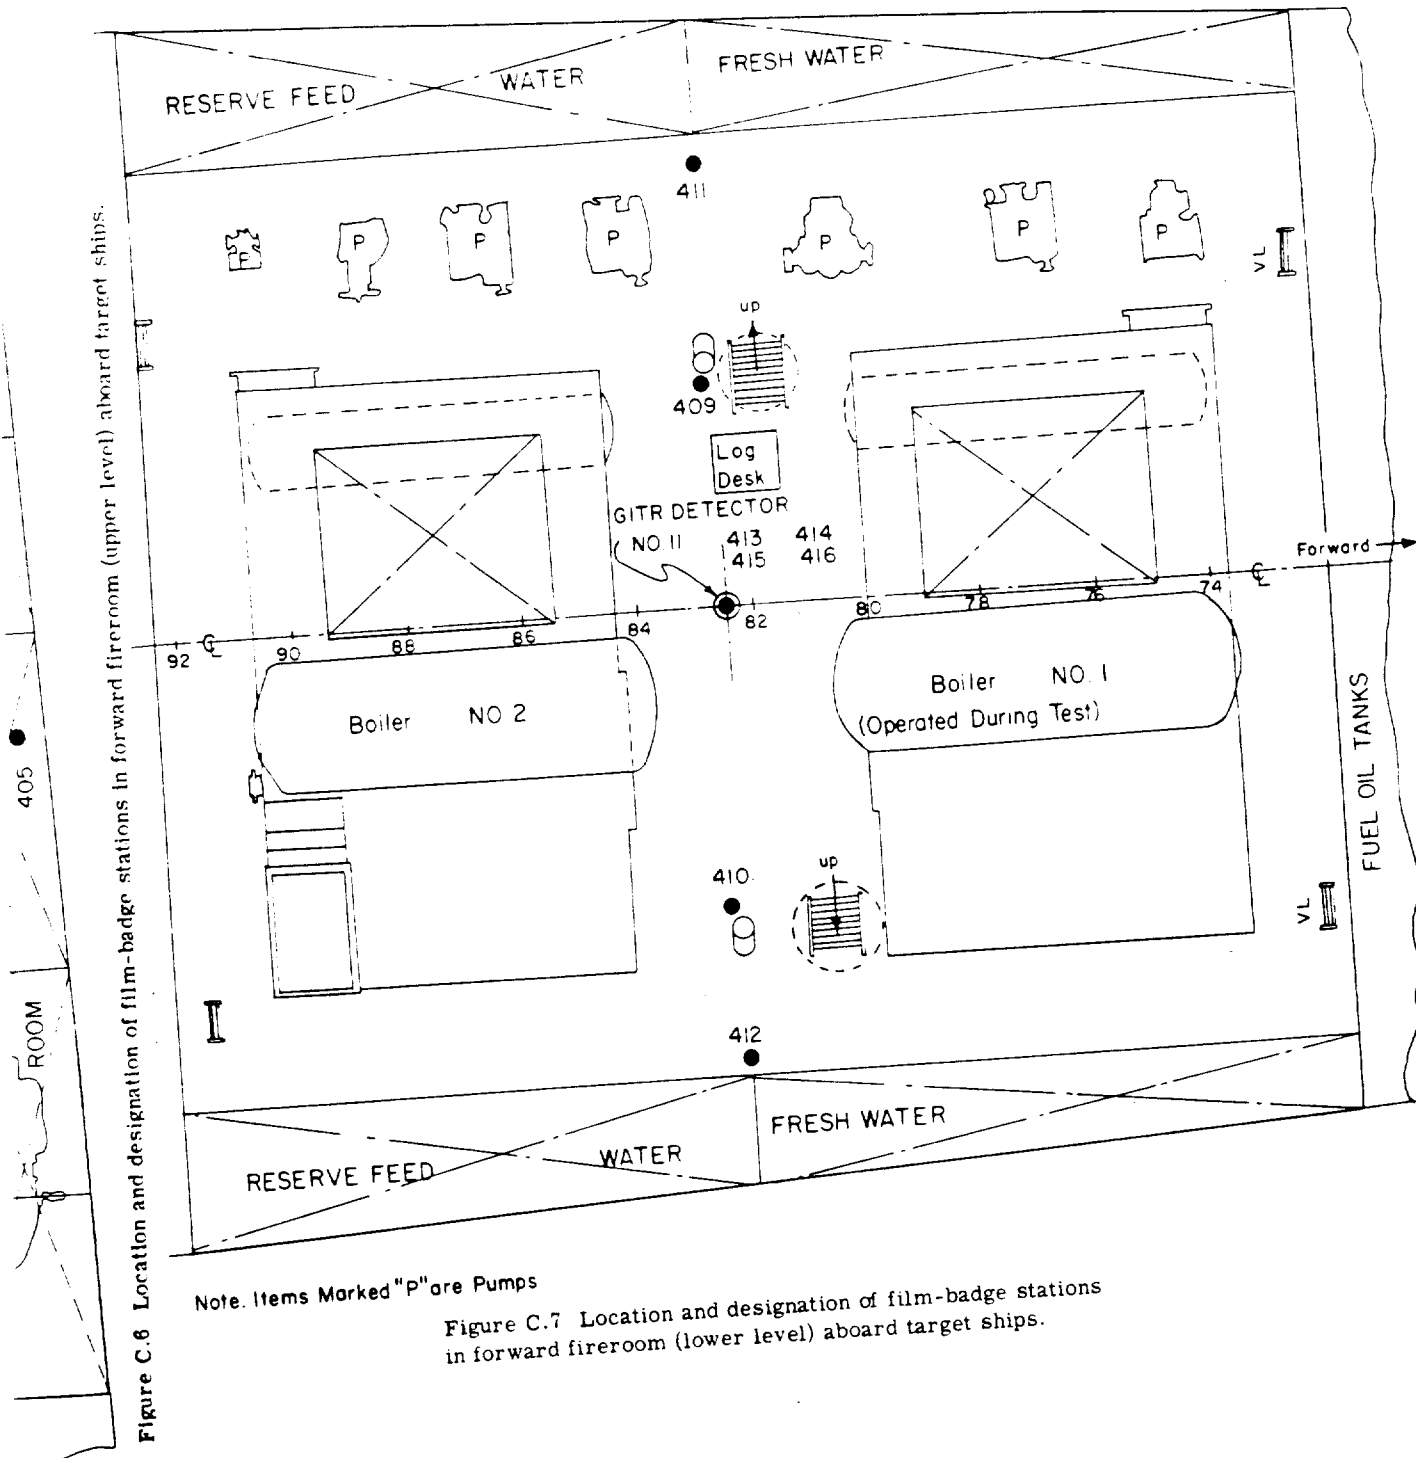 RESERVE FEED WATER
FRESH WATER
411
P
P
P
P
P
P
P
VL
up
409
Log
Desk
GITR DETECTOR
NO. 11
413 414
415 416
Forward
92
90
88
86
84
82
80
78
76
74
Boiler NO. 2
Boiler NO. 1
(Operated During Test)
FUEL OIL TANKS
410
up
VL
412
RESERVE FEED WATER
FRESH WATER
405
ROOM
Figure C.6 Location and designation of film-badge stations in forward fireroom (upper level) aboard target ships.
Note. Items Marked "P" are Pumps
Figure C.7 Location and designation of film-badge stations
in forward fireroom (lower level) aboard target ships.